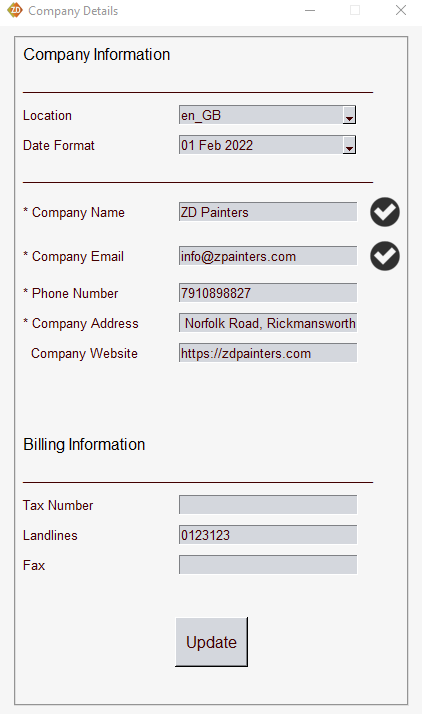 ZD Company Details
Company Information
Location en_GB
Date Format 01 Feb 2022
* Company Name ZD Painters
* Company Email info@zpainters.com
* Phone Number 7910898827
* Company Address Norfolk Road, Rickmansworth
Company Website https://zdpainters.com
Billing Information
Tax Number
Landlines 0123123
Fax
Update